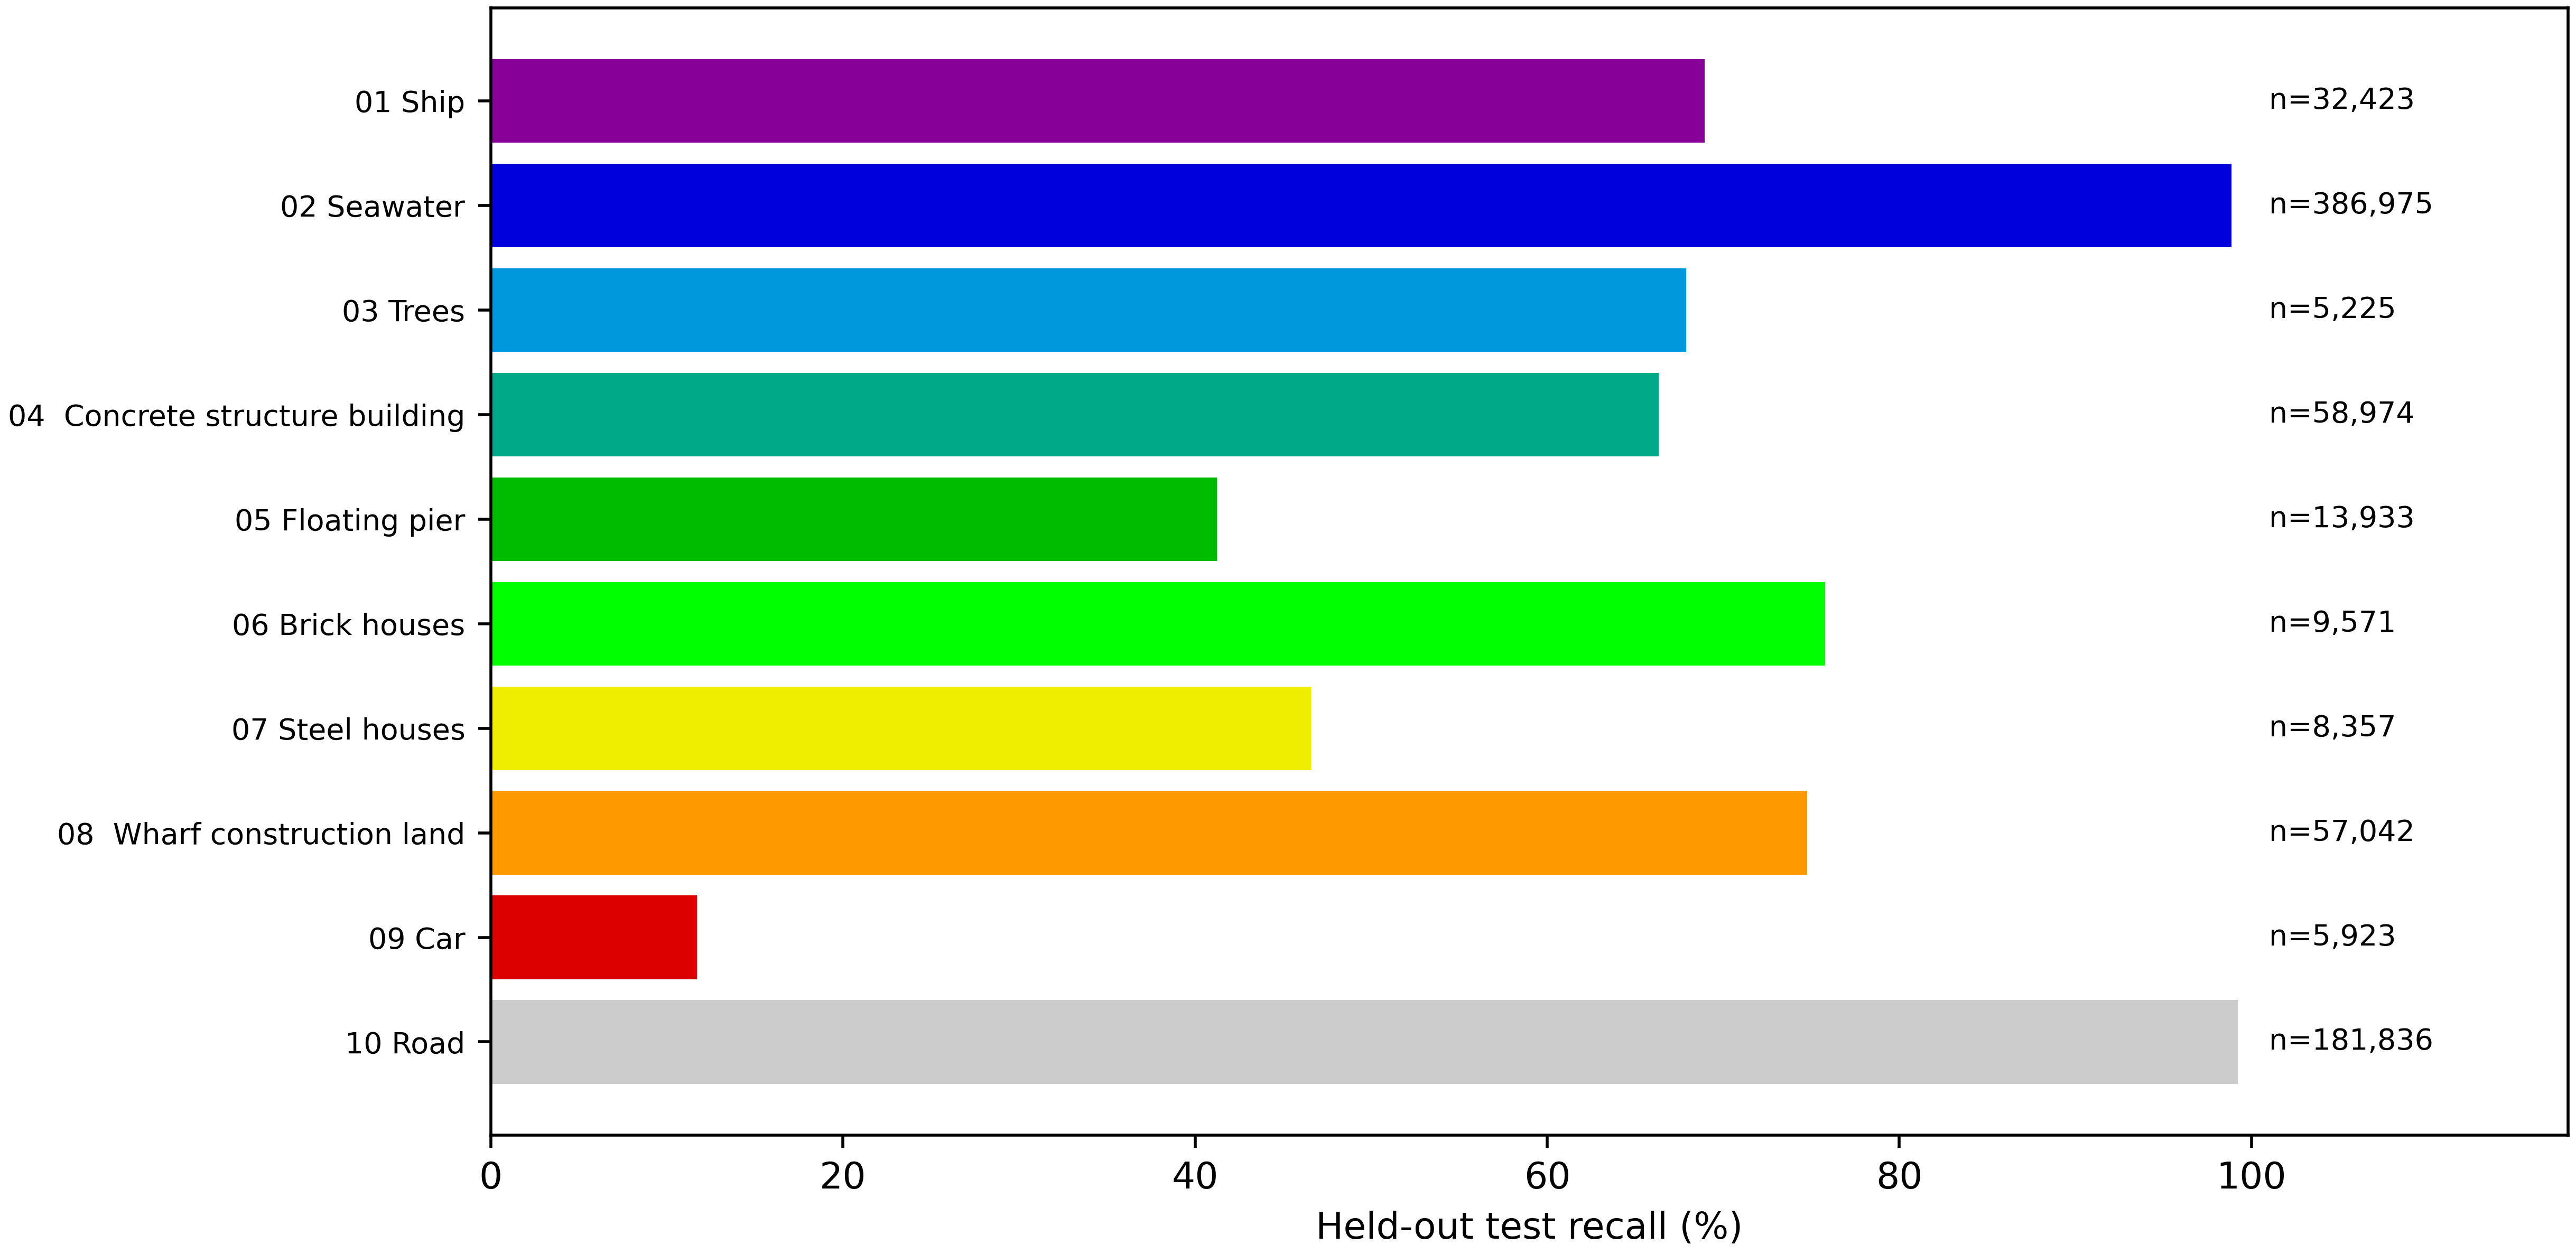 01 Ship n=32,423
02 Seawater n=386,975
03 Trees n=5,225
04  Concrete structure building n=58,974
05 Floating pier n=13,933
06 Brick houses n=9,571
07 Steel houses n=8,357
08  Wharf construction land n=57,042
09 Car n=5,923
10 Road n=181,836
0 20 40 60 80 100
Held-out test recall (%)